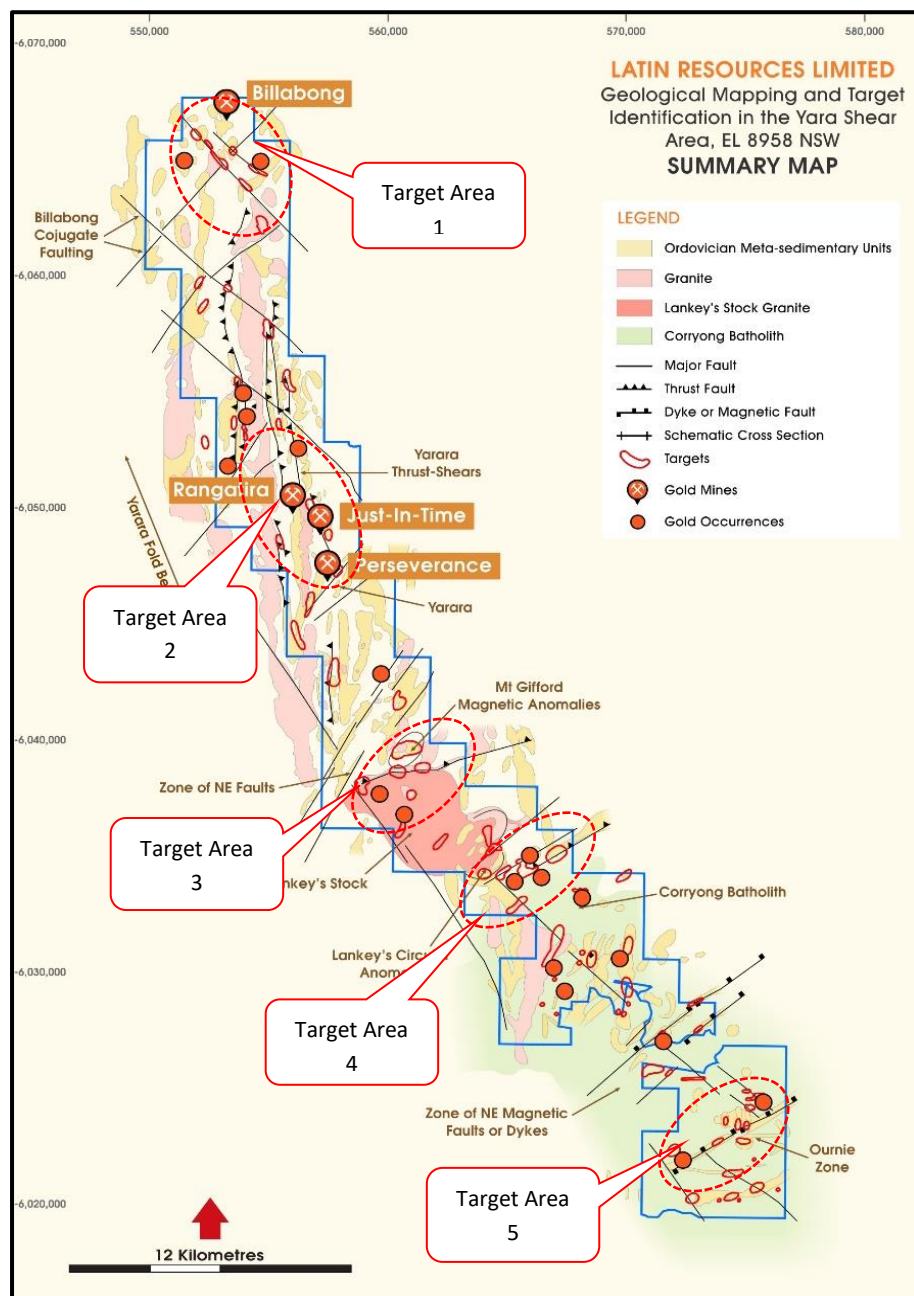 550,000
560,000
570,000
580,000
-6,070,000
LATIN RESOURCES LIMITED
Geological Mapping and Target
Identification in the Yara Shear
Area, EL 8958 NSW
SUMMARY MAP
Billabong
Target Area
1
LEGEND
Ordovician Meta-sedimentary Units
Granite
Lankey's Stock Granite
Corryong Batholith
Major Fault
Thrust Fault
Dyke or Magnetic Fault
Schematic Cross Section
Targets
Gold Mines
Gold Occurrences
Billabong
Cojugate
Faulting
-6,060,000
Yarara
Thrust-Shears
Rangatira
-6,050,000
Just-In-Time
Perseverance
Yarara Fold Be
Yarara
Target Area
2
Mt Gifford
Magnetic Anomalies
-6,040,000
Zone of NE Faults
Target Area
3
nkey's Stock
Corryong Batholith
Lankey's Circu
Anom
-6,030,000
Target Area
4
Zone of NE Magnetic
Faults or Dykes
Ournie
Zone
Target Area
5
-6,020,000
12 Kilometres